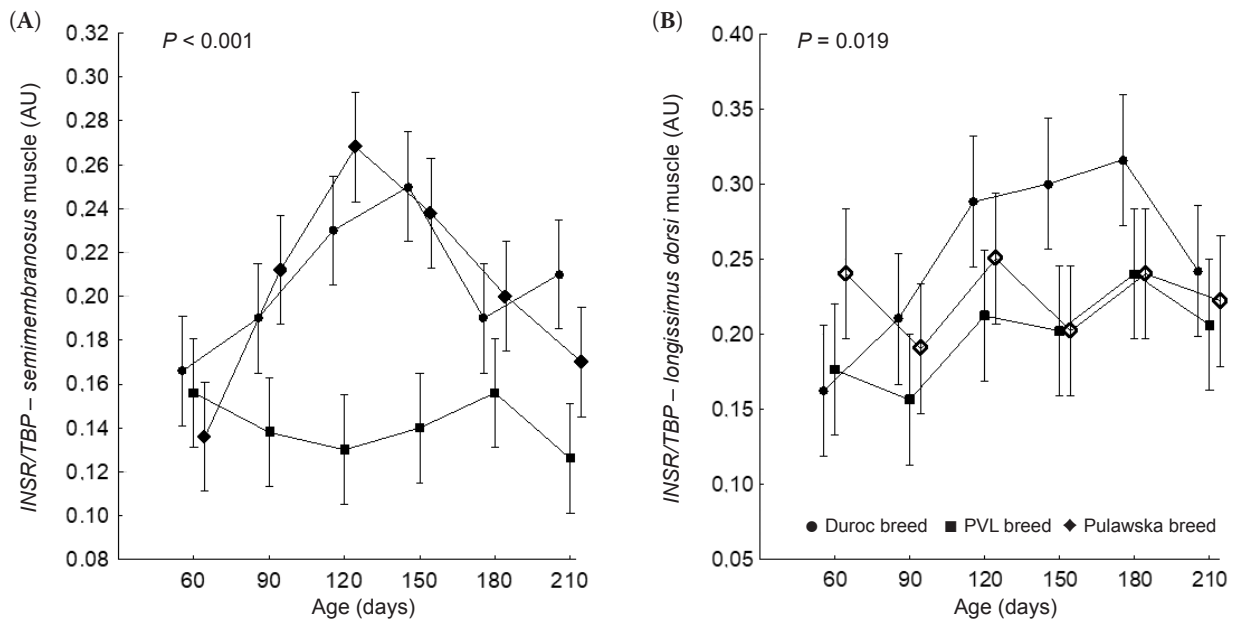 (A)
P < 0.001
INSR/TBP – semimembranosus muscle (AU)
0.32
0.30
0.28
0.26
0.24
0.22
0.20
0.18
0.16
0.14
0.12
0.10
0.08
60 90 120 150 180 210
Age (days)
(B)
P = 0.019
INSR/TBP – longissimus dorsi muscle (AU)
0.40
0.35
0.30
0.25
0.20
0.15
0.10
0.05
Duroc breed PVL breed Pulawska breed
60 90 120 150 180 210
Age (days)